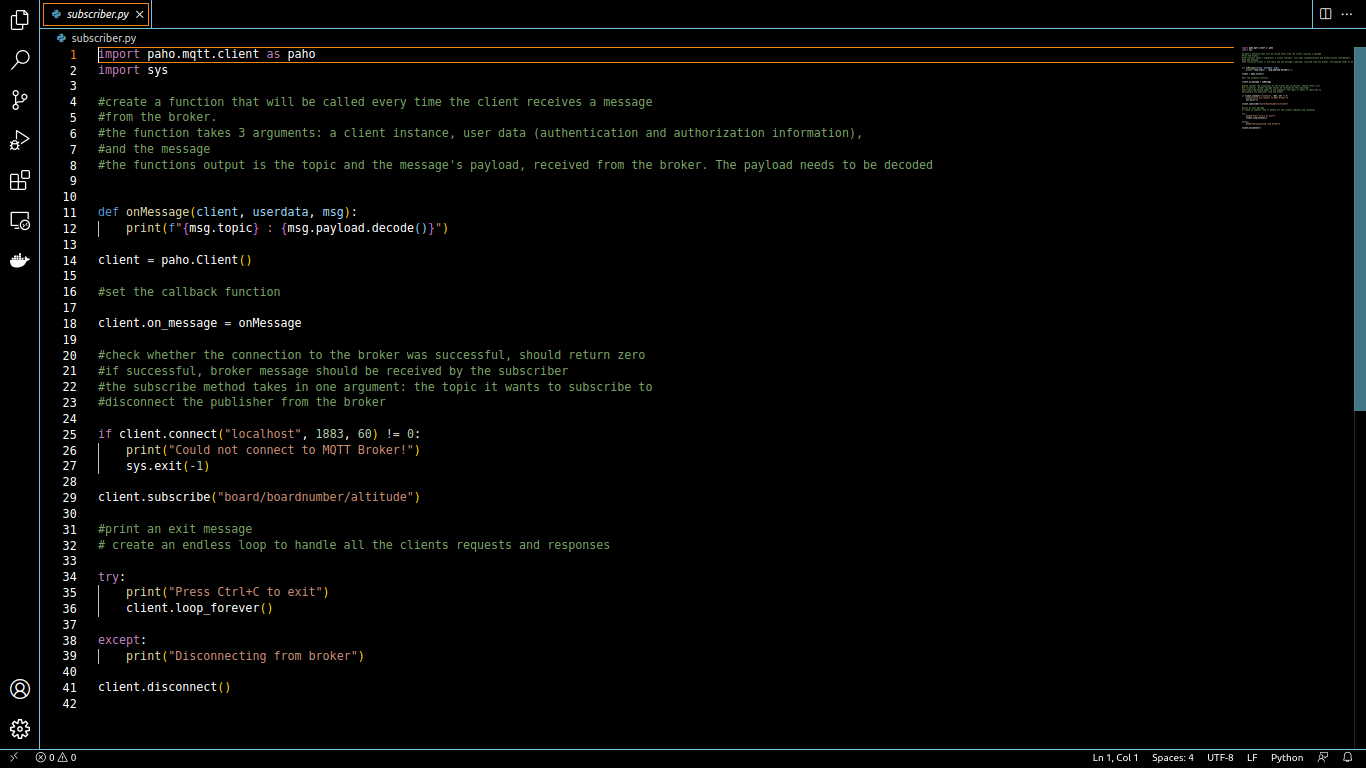 subscriber.py
subscriber.py
1 import paho.mqtt.client as paho
2 import sys
3
4 #create a function that will be called every time the client receives a message
5 #from the broker.
6 #the function takes 3 arguments: a client instance, user data (authentication and authorization information),
7 #and the message
8 #the functions output is the topic and the message's payload, received from the broker. The payload needs to be decoded
9
10
11 def onMessage(client, userdata, msg):
12     print(f"{msg.topic} : {msg.payload.decode()}")
13
14 client = paho.Client()
15
16 #set the callback function
17
18 client.on_message = onMessage
19
20 #check whether the connection to the broker was successful, should return zero
21 #if successful, broker message should be received by the subscriber
22 #the subscribe method takes in one argument: the topic it wants to subscribe to
23 #disconnect the publisher from the broker
24
25 if client.connect("localhost", 1883, 60) != 0:
26     print("Could not connect to MQTT Broker!")
27     sys.exit(-1)
28
29 client.subscribe("board/boardnumber/altitude")
30
31 #print an exit message
32 # create an endless loop to handle all the clients requests and responses
33
34 try:
35     print("Press Ctrl+C to exit")
36     client.loop_forever()
37
38 except:
39     print("Disconnecting from broker")
40
41 client.disconnect()
42
0 0 Ln 1, Col 1 Spaces: 4 UTF-8 LF Python